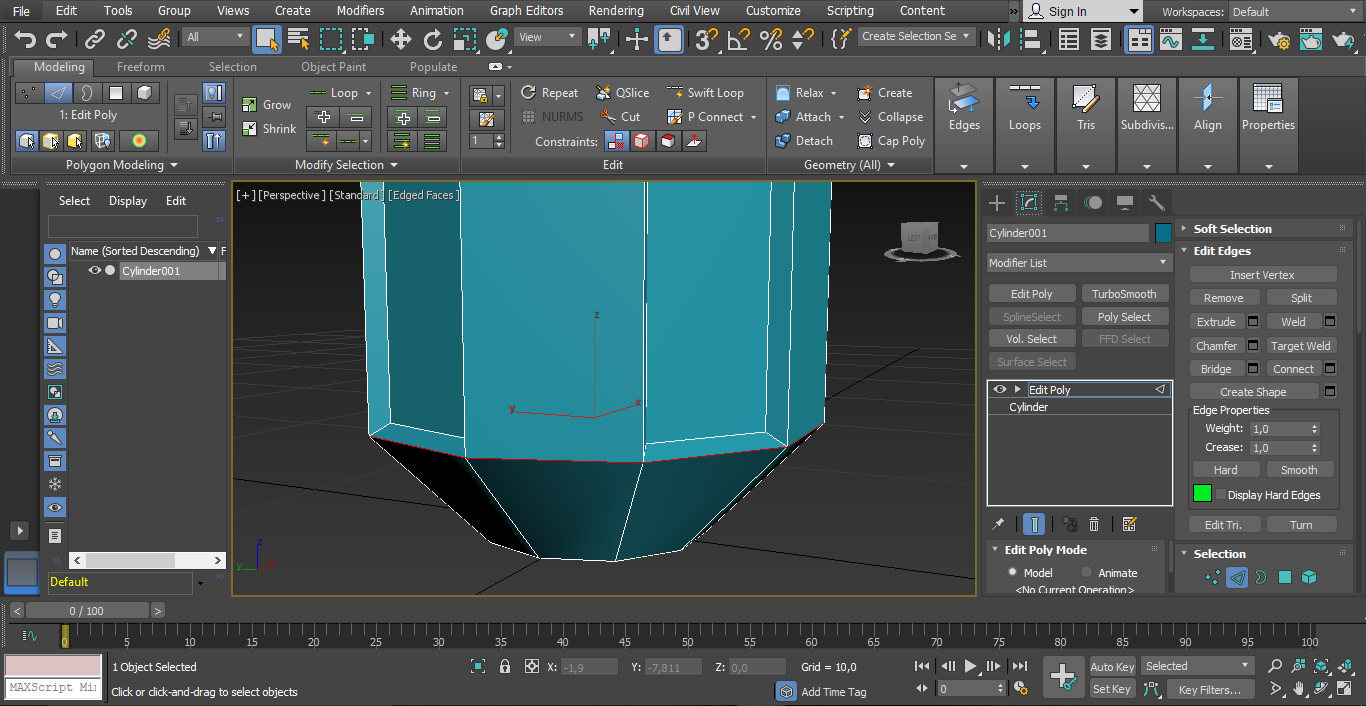 File Edit Tools Group Views Create Modifiers Animation Graph Editors Rendering Civil View Customize Scripting Content » Sign In Workspaces: Default
All View Create Selection Se
Modeling Freeform Selection Object Paint Populate
1: Edit Poly
Polygon Modeling
Grow
Shrink
Loop
Ring
Modify Selection
1
Repeat QSlice Swift Loop
NURMS Cut P Connect
Constraints:
Edit
Relax Create
Attach Collapse
Detach Cap Poly
Geometry (All)
Edges Loops Tris Subdivis... Align Properties
Select Display Edit
Name (Sorted Descending) F
Cylinder001
Default
[+] [Perspective ] [Standard] [Edged Faces ]
LEFT
z
y
x
z
y
x
Cylinder001
Modifier List
Edit Poly TurboSmooth
SplineSelect Poly Select
Vol. Select FFD Select
Surface Select
Edit Poly
Cylinder
Edit Poly Mode
Model Animate
<No Current Operation>
Soft Selection
Edit Edges
Insert Vertex
Remove Split
Extrude Weld
Chamfer Target Weld
Bridge Connect
Create Shape
Edge Properties
Weight: 1,0
Crease: 1,0
Hard Smooth
Display Hard Edges
Edit Tri. Turn
Selection
< 0 / 100 >
0 5 10 15 20 25 30 35 40 45 50 55 60 65 70 75 80 85 90 95 100
1 Object Selected X: -1,9 Y: -7,811 Z: 0,0 Grid = 10,0
MAXScript Mi
Click or click-and-drag to select objects
Add Time Tag
0
Auto Key Selected
Set Key Key Filters...